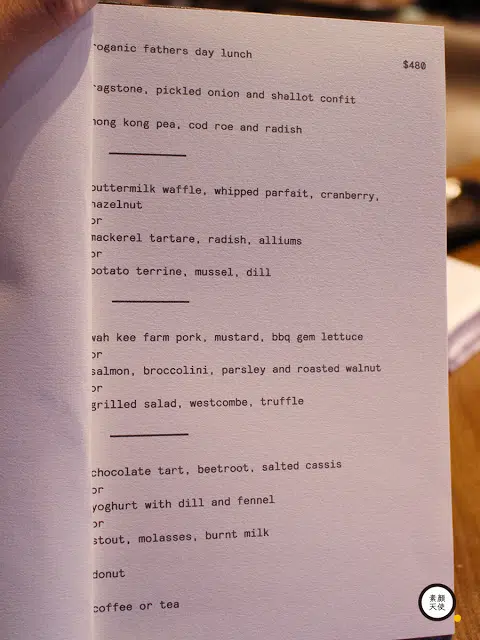 roganic fathers day lunch
$480
ragstone, pickled onion and shallot confit
hong kong pea, cod roe and radish
buttermilk waffle, whipped parfait, cranberry,
hazelnut
or
mackerel tartare, radish, alliums
or
potato terrine, mussel, dill
wah kee farm pork, mustard, bbq gem lettuce
or
salmon, broccolini, parsley and roasted walnut
or
grilled salad, westcombe, truffle
chocolate tart, beetroot, salted cassis
or
yoghurt with dill and fennel
or
stout, molasses, burnt milk
donut
coffee or tea
素顏
天使